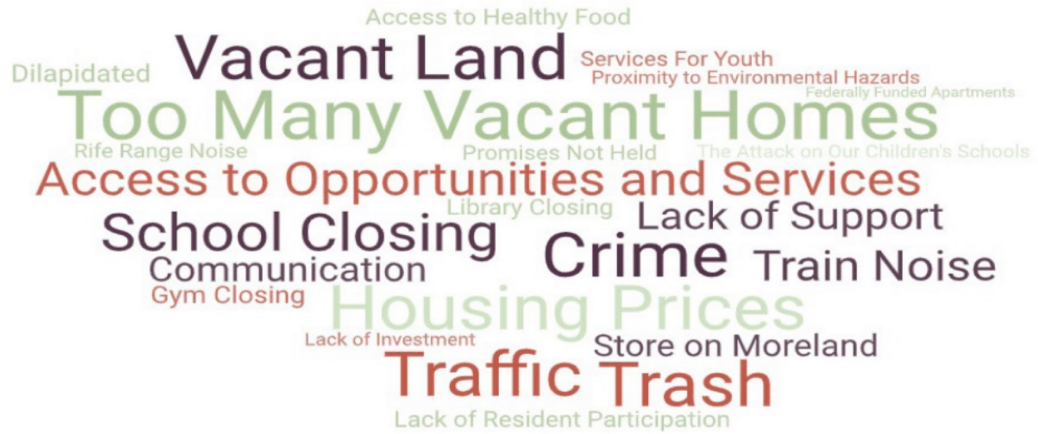 Access to Healthy Food
Vacant Land
Services For Youth
Dilapidated
Proximity to Environmental Hazards
Federally Funded Apartments
Too Many Vacant Homes
Rife Range Noise
Promises Not Held
The Attack on Our Children's Schools
Access to Opportunities and Services
Library Closing
Lack of Support
School Closing
Crime
Train Noise
Communication
Gym Closing
Housing Prices
Lack of Investment
Store on Moreland
Traffic
Trash
Lack of Resident Participation